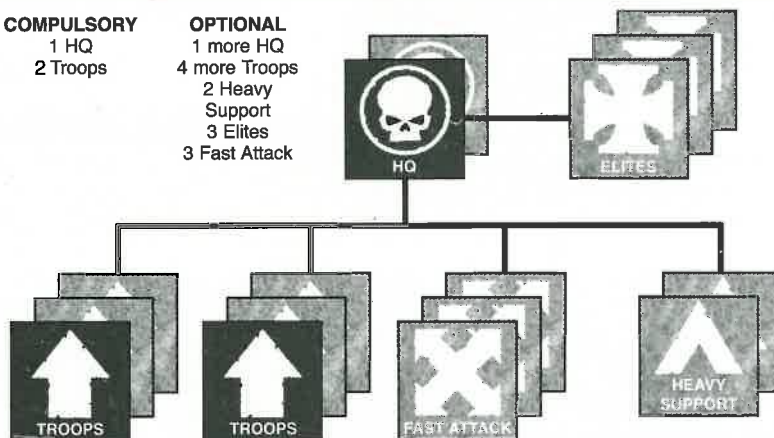 COMPULSORY
1 HQ
2 Troops
OPTIONAL
1 more HQ
4 more Troops
2 Heavy
Support
3 Elites
3 Fast Attack
HQ
ELITES
TROOPS
TROOPS
FAST ATTACK
HEAVY
SUPPORT